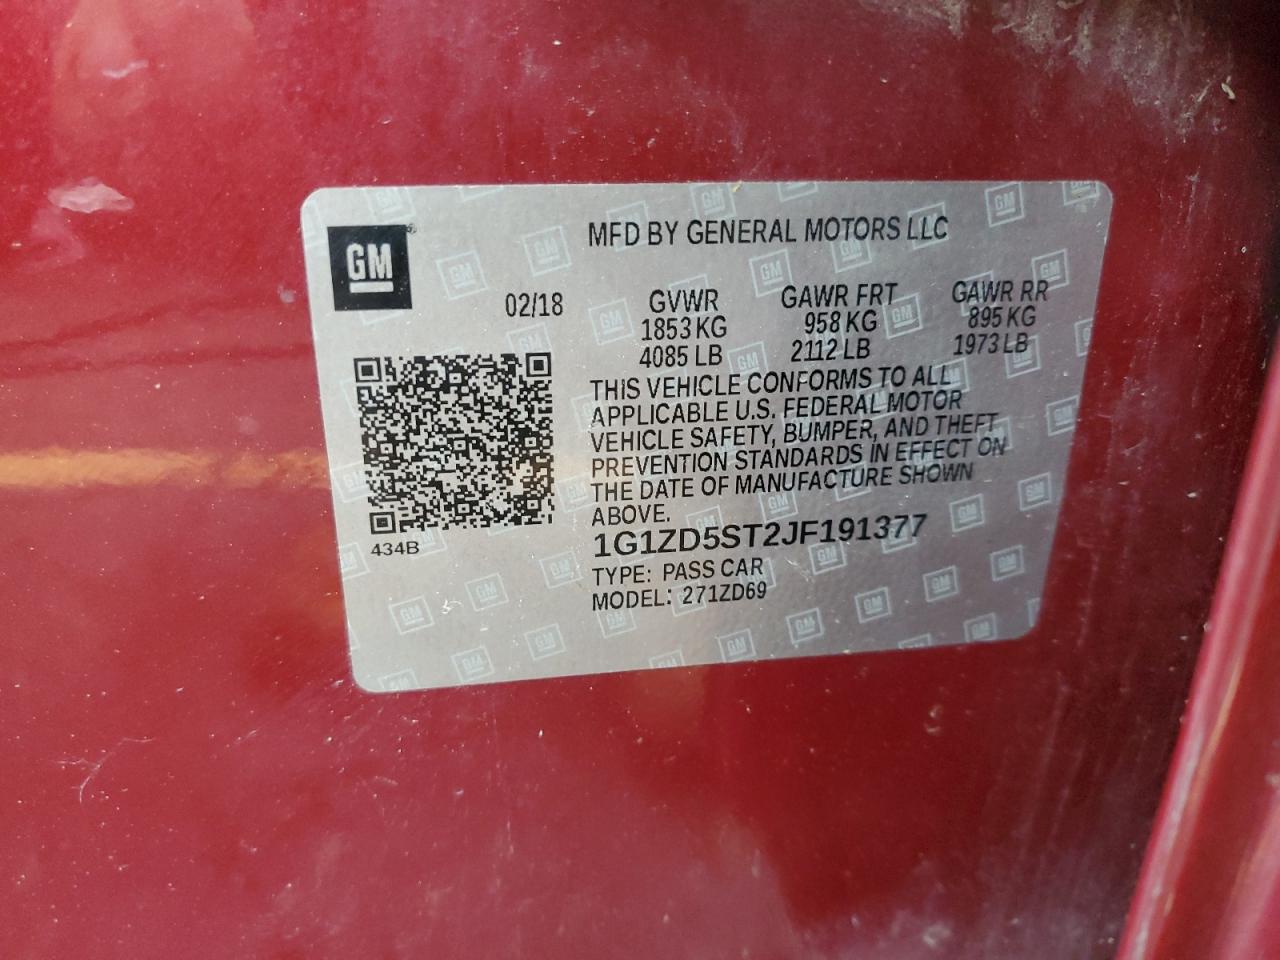 GM
MFD BY GENERAL MOTORS LLC
02/18
GVWR GAWR FRT GAWR RR
1853 KG 958 KG 895 KG
4085 LB 2112 LB 1973 LB
THIS VEHICLE CONFORMS TO ALL
APPLICABLE U.S. FEDERAL MOTOR
VEHICLE SAFETY, BUMPER, AND THEFT
PREVENTION STANDARDS IN EFFECT ON
THE DATE OF MANUFACTURE SHOWN
ABOVE.
434B
1G1ZD5ST2JF191377
TYPE: PASS CAR
MODEL: 271ZD69